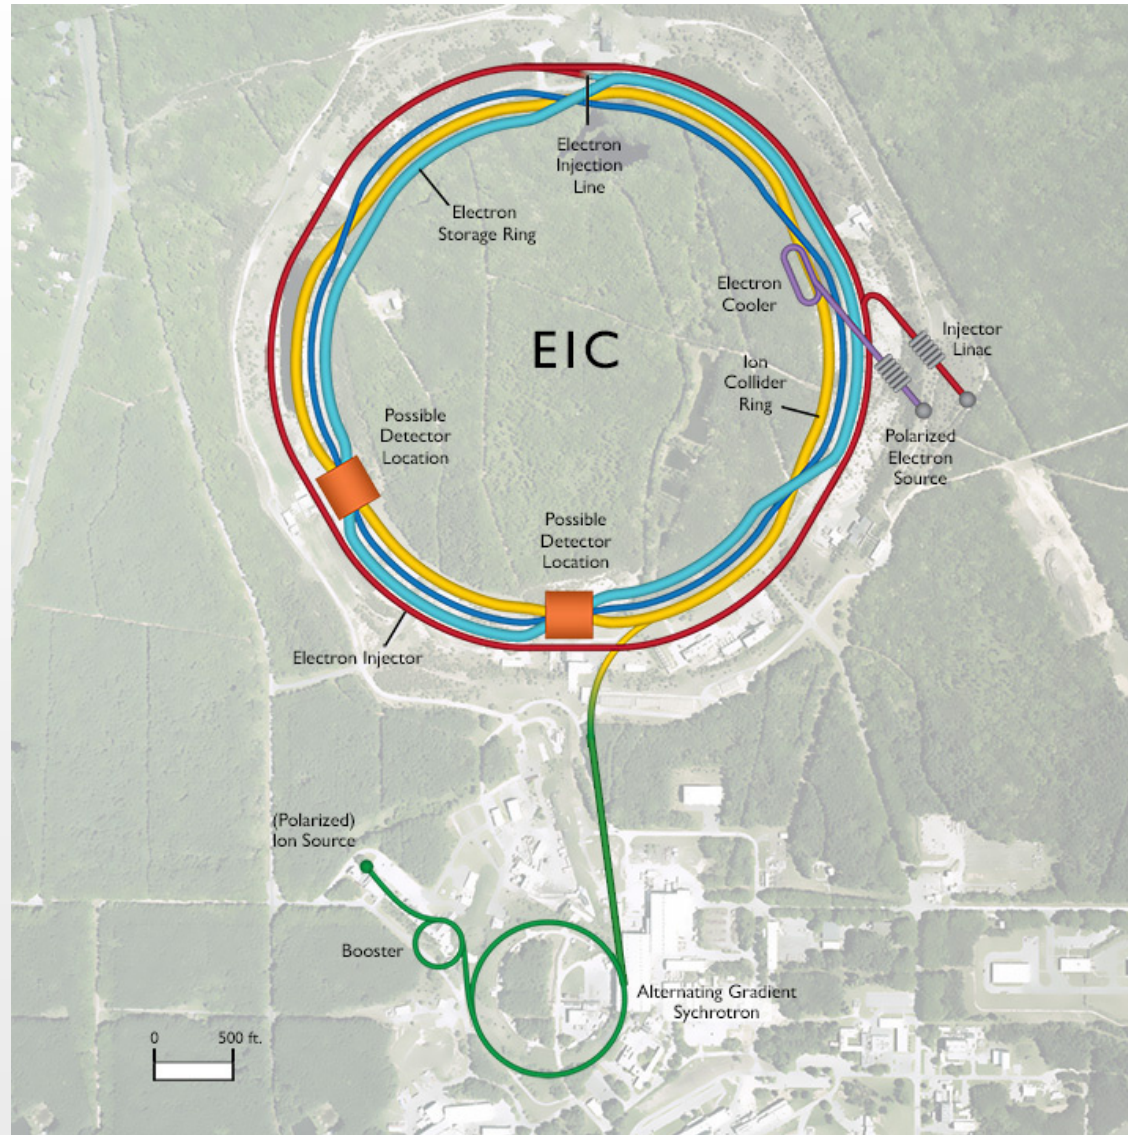 Electron
Injection
Line
Electron
Storage Ring
Electron
Cooler
Injector
Linac
EIC
Ion
Collider
Ring
Possible
Detector
Location
Polarized
Electron
Source
Possible
Detector
Location
Electron Injector
(Polarized)
Ion Source
Booster
Alternating Gradient
Sychrotron
0 500 ft.